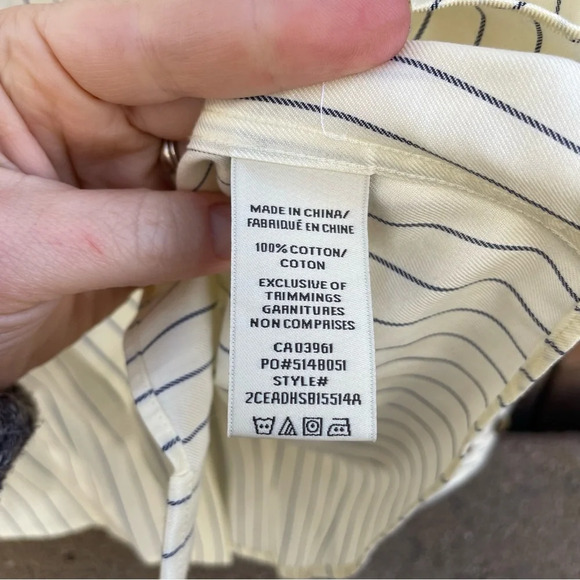 MADE IN CHINA/
FABRIQUÉ EN CHINE
100% COTTON/
COTON
EXCLUSIVE OF
TRIMMINGS
GARNITURES
NON COMPRISES
CA03961
PO#5148051
STYLE#
2CEADHSB15514A